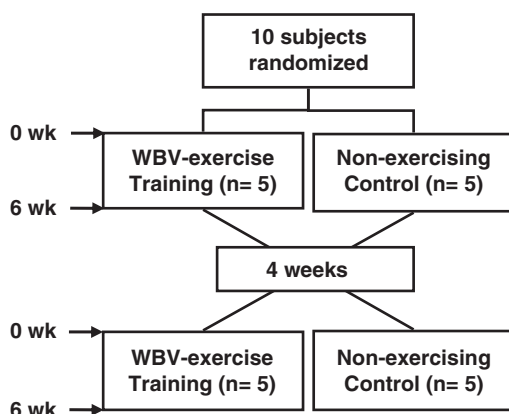 10 subjects
randomized
0 wk
WBV-exercise
Training (n= 5)
Non-exercising
Control (n= 5)
6 wk
4 weeks
0 wk
WBV-exercise
Training (n= 5)
Non-exercising
Control (n= 5)
6 wk